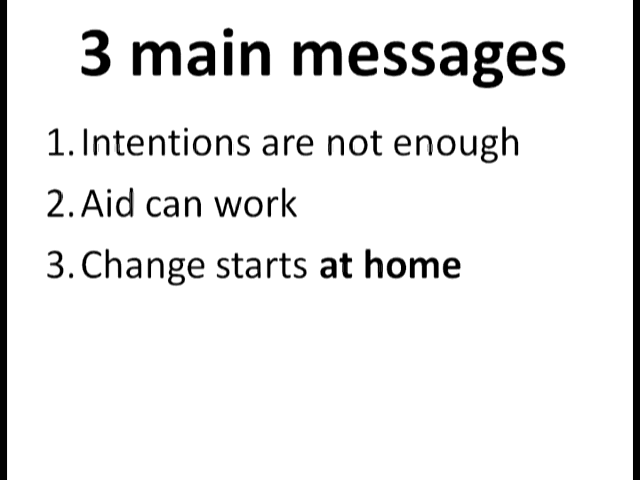 3 main messages
1. Intentions are not enough
2. Aid can work
3. Change starts at home